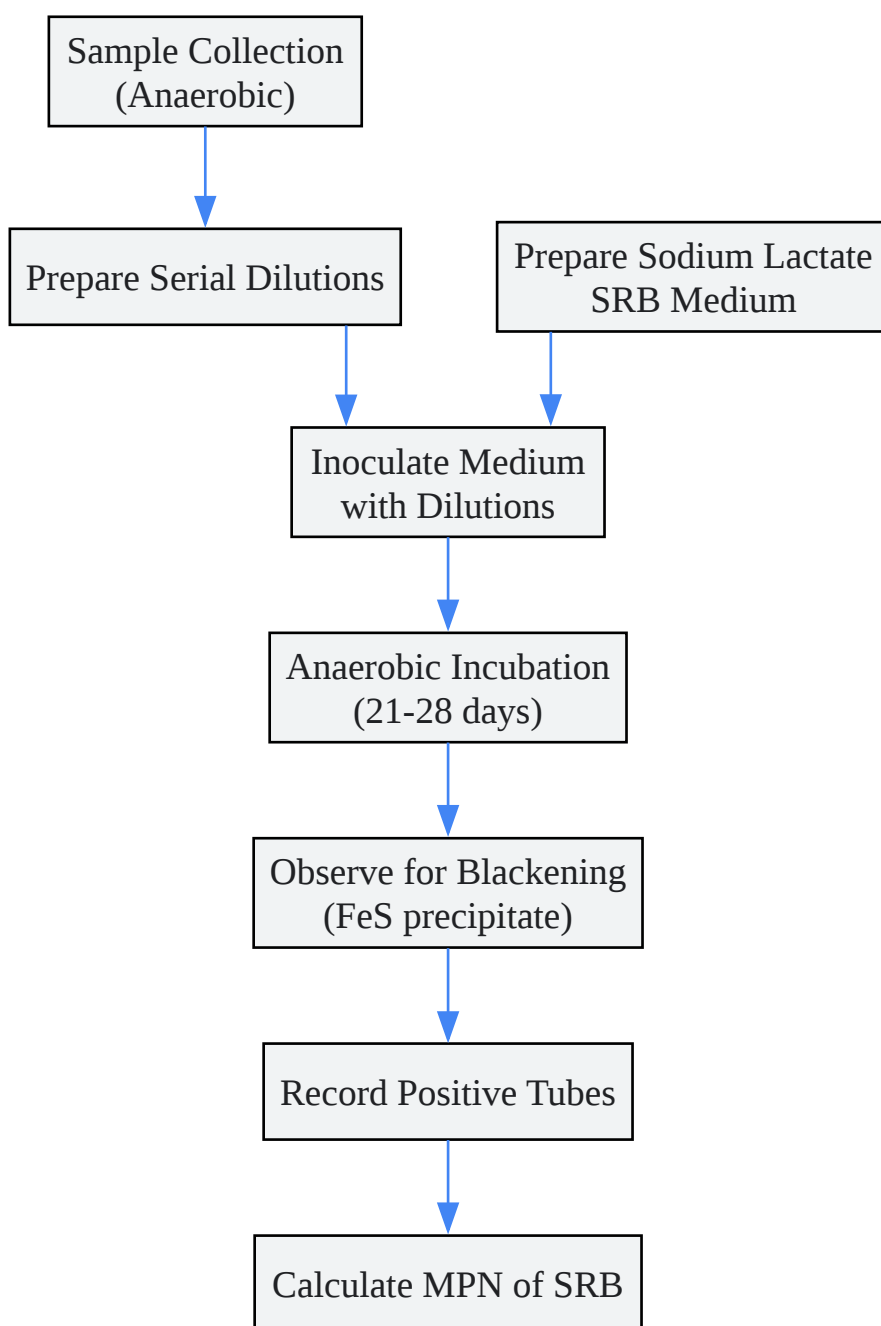 Sample Collection
(Anaerobic)
Prepare Serial Dilutions
Prepare Sodium Lactate
SRB Medium
Inoculate Medium
with Dilutions
Anaerobic Incubation
(21-28 days)
Observe for Blackening
(FeS precipitate)
Record Positive Tubes
Calculate MPN of SRB